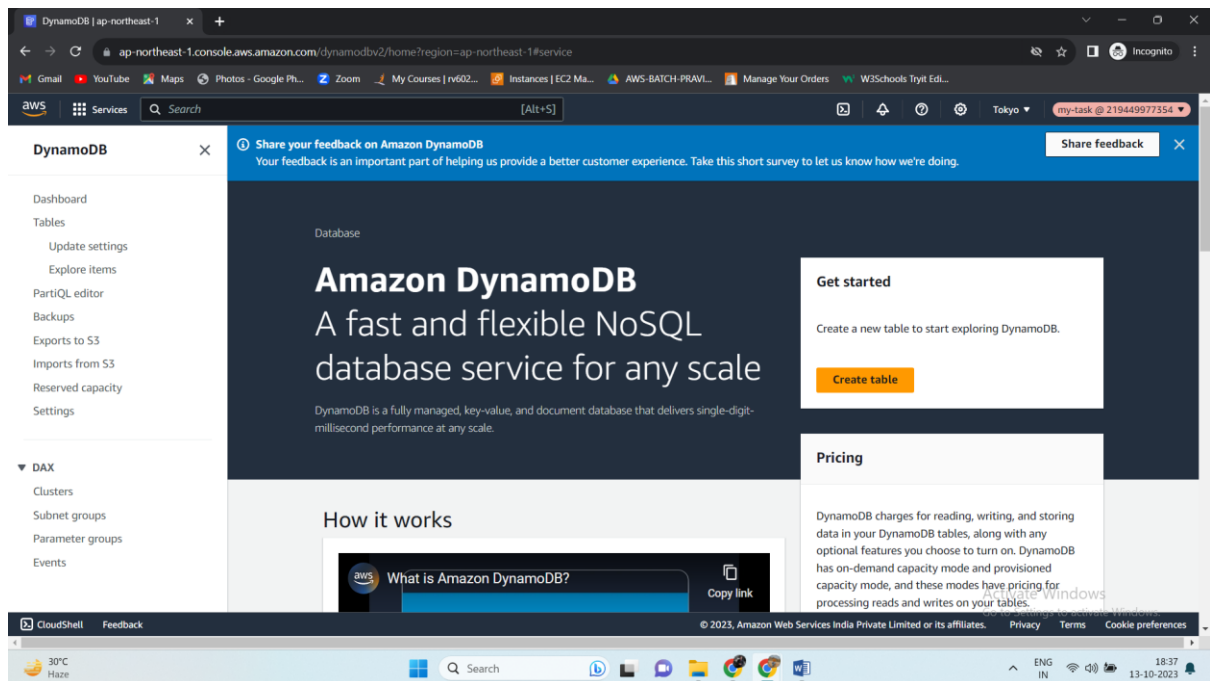 DynamoDB | ap-northeast-1
ap-northeast-1.console.aws.amazon.com/dynamodbv2/home?region=ap-northeast-1#service
Incognito
Gmail YouTube Maps Photos - Google Ph... Zoom My Courses | rv602... Instances | EC2 Ma... AWS-BATCH-PRAVI... Manage Your Orders W3Schools Tryit Edi...
aws Services Search [Alt+S] Tokyo my-task @ 219449977354
DynamoDB
Dashboard
Tables
Update settings
Explore items
PartiQL editor
Backups
Exports to S3
Imports from S3
Reserved capacity
Settings
DAX
Clusters
Subnet groups
Parameter groups
Events
Share your feedback on Amazon DynamoDB
Your feedback is an important part of helping us provide a better customer experience. Take this short survey to let us know how we're doing.
Share feedback
Database
Amazon DynamoDB
A fast and flexible NoSQL
database service for any scale
DynamoDB is a fully managed, key-value, and document database that delivers single-digit-
millisecond performance at any scale.
Get started
Create a new table to start exploring DynamoDB.
Create table
Pricing
DynamoDB charges for reading, writing, and storing
data in your DynamoDB tables, along with any
optional features you choose to turn on. DynamoDB
has on-demand capacity mode and provisioned
capacity mode, and these modes have pricing for
processing reads and writes on your tables.
How it works
aws What is Amazon DynamoDB?
Copy link
Activate Windows
Go to Settings to activate Windows.
CloudShell Feedback © 2023, Amazon Web Services India Private Limited or its affiliates. Privacy Terms Cookie preferences
30°C
Haze
Search
ENG
IN
18:37
13-10-2023